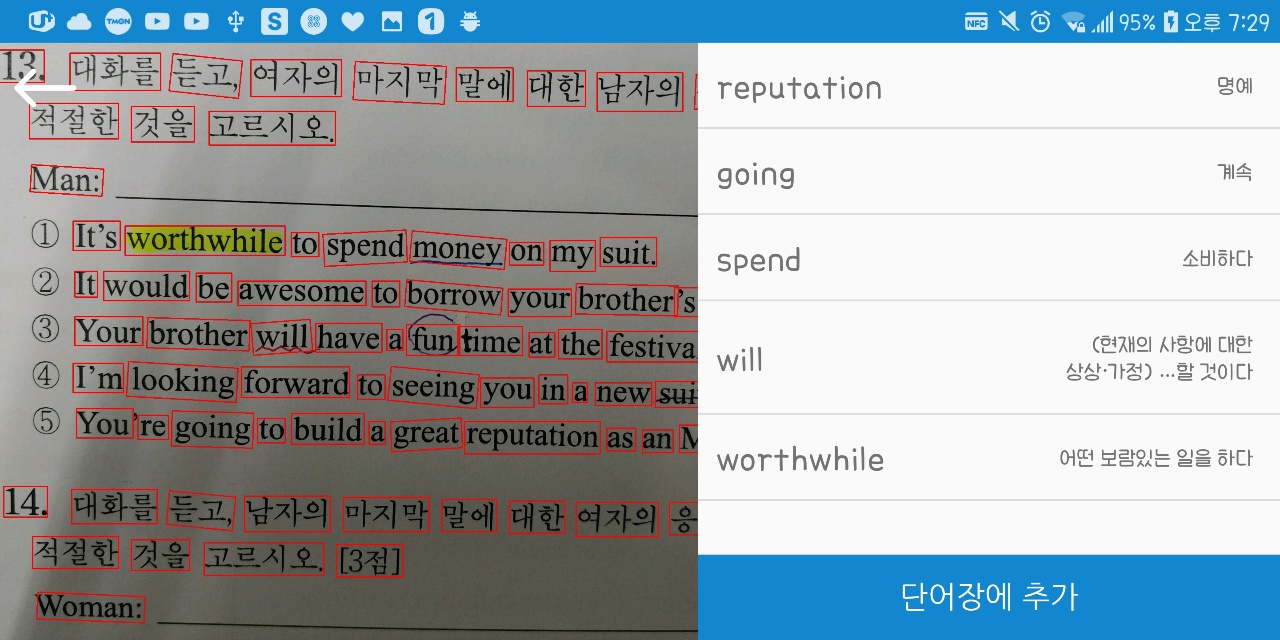 95% 오후 7:29
13. 대화를 듣고, 여자의 마지막 말에 대한 남자의
적절한 것을 고르시오.
Man:
① It's worthwhile to spend money on my suit.
② It would be awesome to borrow your brother's
③ Your brother will have a fun time at the festiva
④ I'm looking forward to seeing you in a new sui
⑤ You're going to build a great reputation as an M
14. 대화를 듣고, 남자의 마지막 말에 대한 여자의 응
적절한 것을 고르시오. [3점]
Woman:
reputation 명예
going 계속
spend 소비하다
will (현재의 사항에 대한
상상·가정) …할 것이다
worthwhile 어떤 보람있는 일을 하다
단어장에 추가